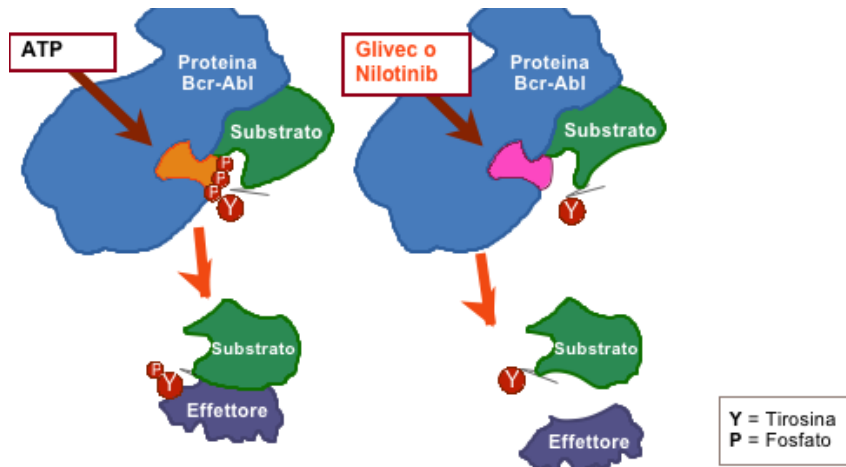 ATP
Proteina
Bcr-Abl
Substrato
P
P
P
Y
Substrato
P
Y
Effettore
Glivec o
Nilotinib
Proteina
Bcr-Abl
Substrato
Y
Substrato
Y
Effettore
Y = Tirosina
P = Fosfato